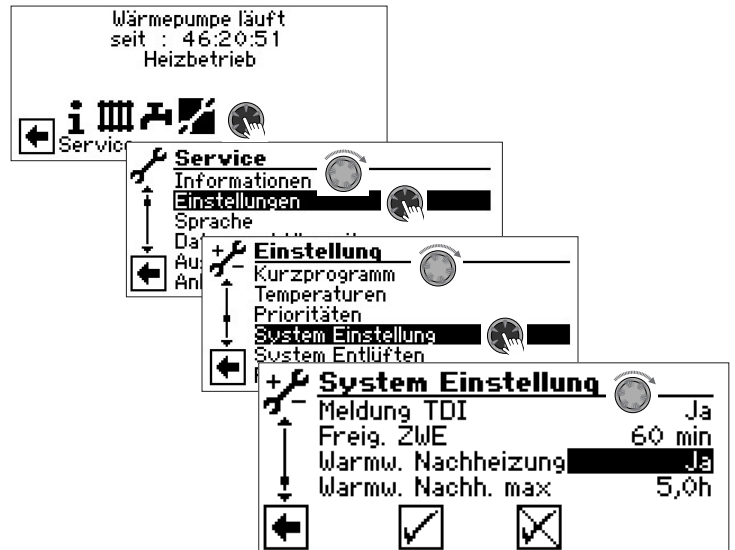 Wärmepumpe läuft
seit : 46:20:51
Heizbetrieb
Service
Service
Informationen
Einstellungen
Sprache
Einstellung
Kurzprogramm
Temperaturen
Prioritäten
System Einstellung
System Entlüften
System Einstellung
Meldung TDI Ja
Freig. ZWE 60 min
Warmw. Nachheizung Ja
Warmw. Nachh. max 5,0h